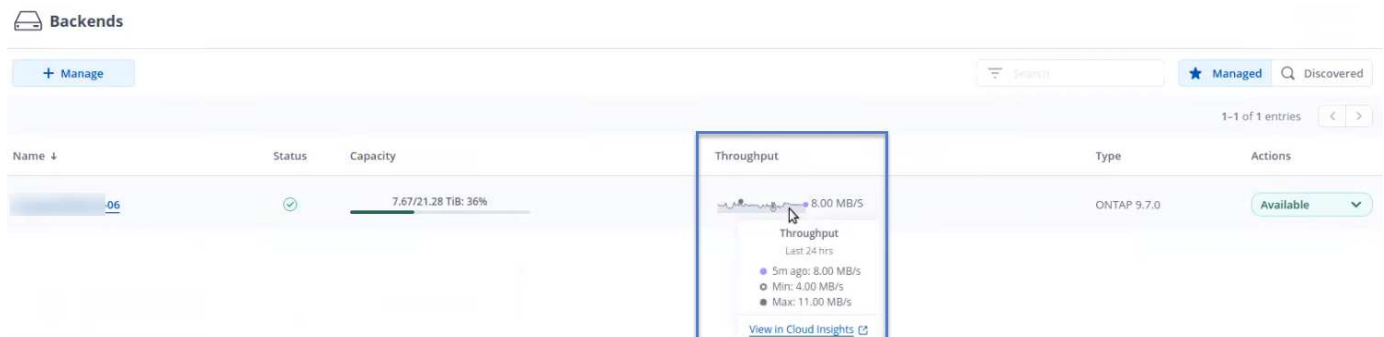 Backends
+ Manage
Search
Managed
Discovered
1–1 of 1 entries
Name ↓ Status Capacity Throughput Type Actions
-06 7.67/21.28 TiB: 36% 8.00 MB/S ONTAP 9.7.0 Available
Throughput
Last 24 hrs
5m ago: 8.00 MB/s
Min: 4.00 MB/s
Max: 11.00 MB/s
View in Cloud Insights